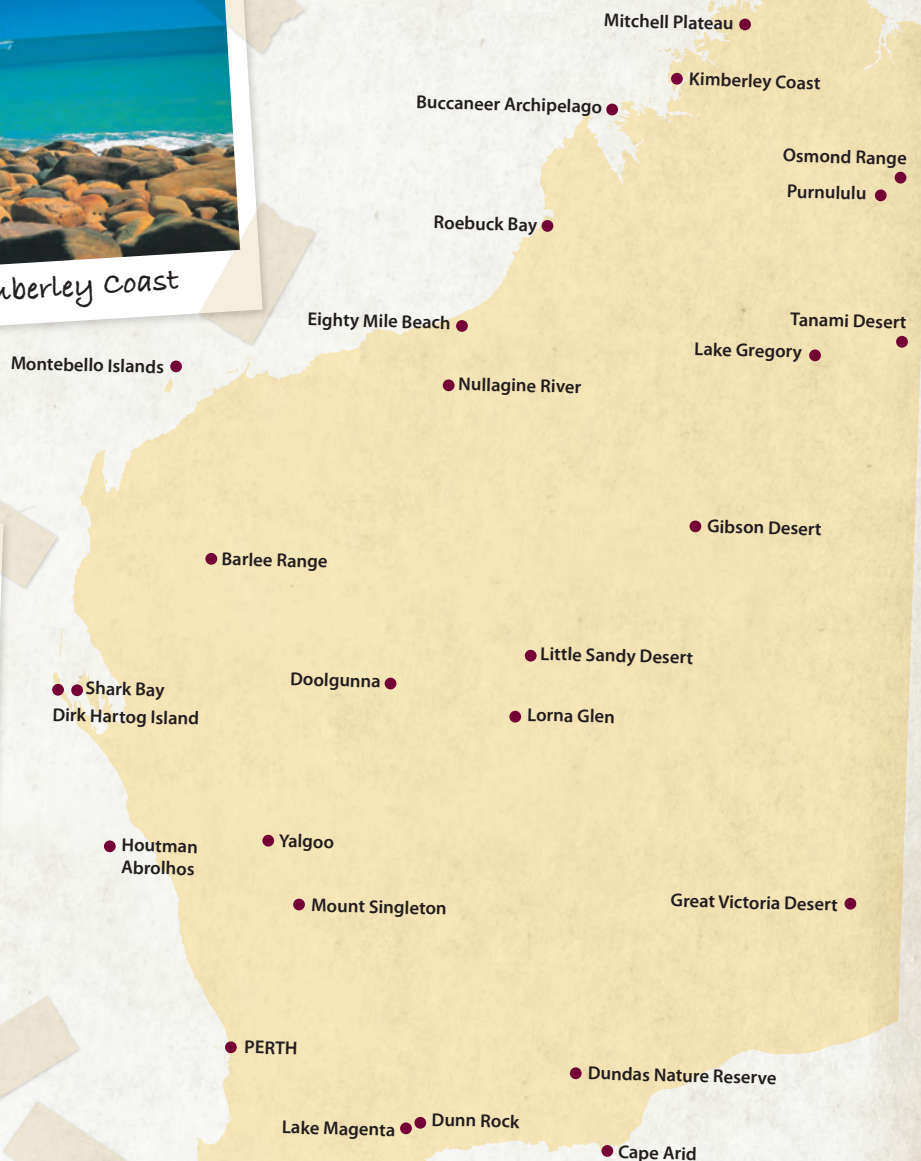 Mitchell Plateau
Kimberley Coast
Buccaneer Archipelago
Osmond Range
Purnululu
Roebuck Bay
Coast
Eighty Mile Beach
Tanami Desert
Lake Gregory
Montebello Islands
Nullagine River
Gibson Desert
Barlee Range
Little Sandy Desert
Doolgunna
Shark Bay
Dirk Hartog Island
Lorna Glen
Houtman
Abrolhos
Yalgoo
Mount Singleton
Great Victoria Desert
PERTH
Dundas Nature Reserve
Dunn Rock
Lake Magenta
Cape Arid